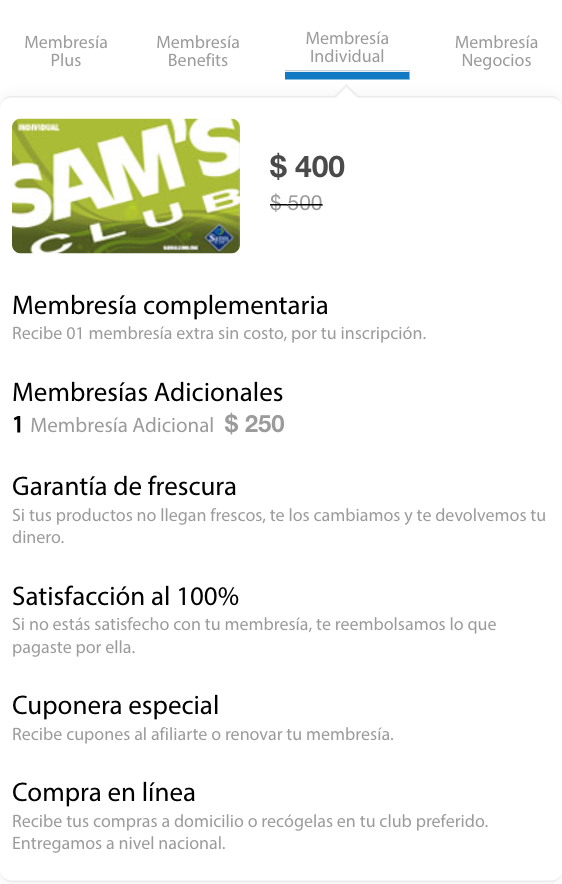 Membresía
Plus
Membresía
Benefits
Membresía
Individual
Membresía
Negocios
INDIVIDUAL
SAM'S
CLUB
$ 400
$ 500
Membresía complementaria
Recibe 01 membresía extra sin costo, por tu inscripción.
Membresías Adicionales
1 Membresía Adicional $ 250
Garantía de frescura
Si tus productos no llegan frescos, te los cambiamos y te devolvemos tu
dinero.
Satisfacción al 100%
Si no estás satisfecho con tu membresía, te reembolsamos lo que
pagaste por ella.
Cuponera especial
Recibe cupones al afiliarte o renovar tu membresía.
Compra en línea
Recibe tus compras a domicilio o recógelas en tu club preferido.
Entregamos a nivel nacional.